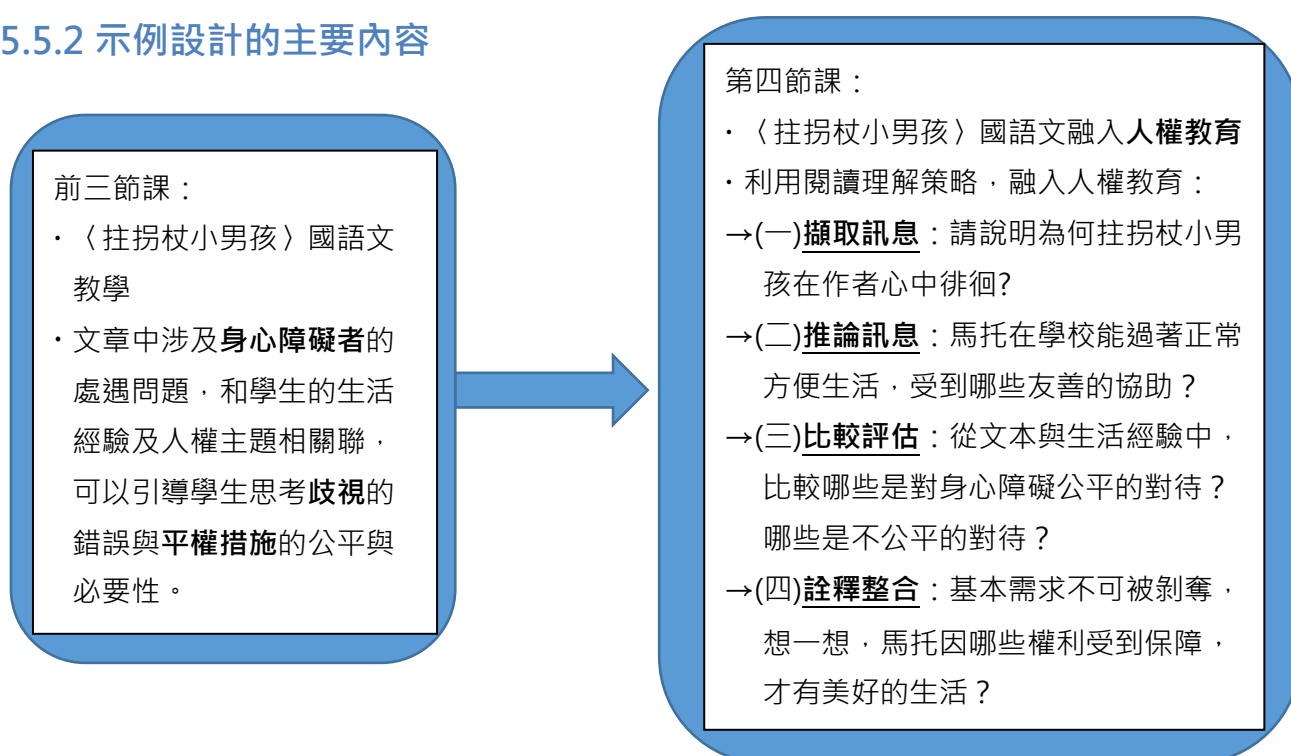 5.5.2 示例設計的主要內容
前三節課：
·〈拄拐杖小男孩〉國語文
教學
·文章中涉及身心障礙者的
處遇問題，和學生的生活
經驗及人權主題相關聯，
可以引導學生思考歧視的
錯誤與平權措施的公平與
必要性。
第四節課：
·〈拄拐杖小男孩〉國語文融入人權教育
·利用閱讀理解策略，融入人權教育：
→(一)擷取訊息：請說明為何拄拐杖小男
孩在作者心中徘徊?
→(二)推論訊息：馬托在學校能過著正常
方便生活，受到哪些友善的協助？
→(三)比較評估：從文本與生活經驗中，
比較哪些是對身心障礙公平的對待？
哪些是不公平的對待？
→(四)詮釋整合：基本需求不可被剝奪，
想一想，馬托因哪些權利受到保障，
才有美好的生活？